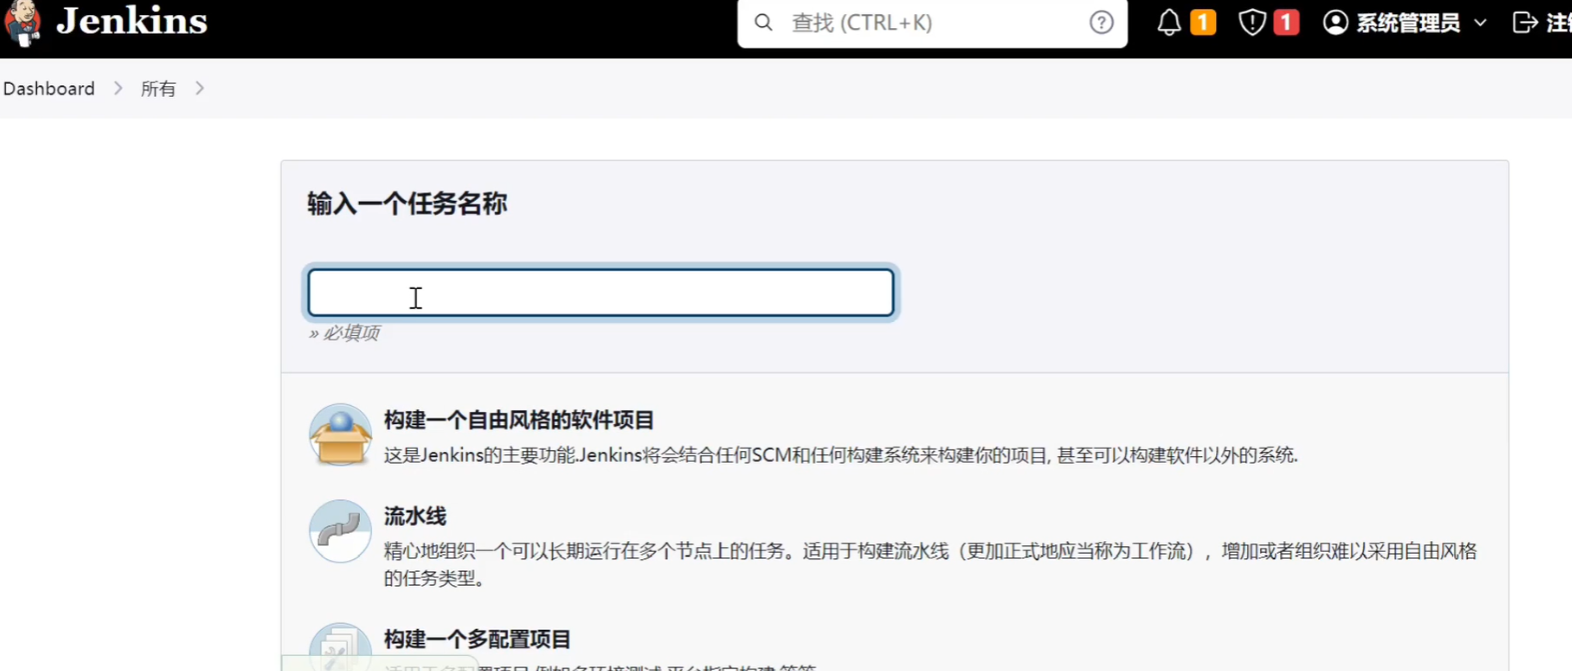 Jenkins
查找 (CTRL+K)
1
1
系统管理员
Dashboard
所有
输入一个任务名称
» 必填项
构建一个自由风格的软件项目
这是Jenkins的主要功能.Jenkins将会结合任何SCM和任何构建系统来构建你的项目, 甚至可以构建软件以外的系统.
流水线
精心地组织一个可以长期运行在多个节点上的任务。适用于构建流水线（更加正式地应当称为工作流），增加或者组织难以采用自由风格
的任务类型。
构建一个多配置项目